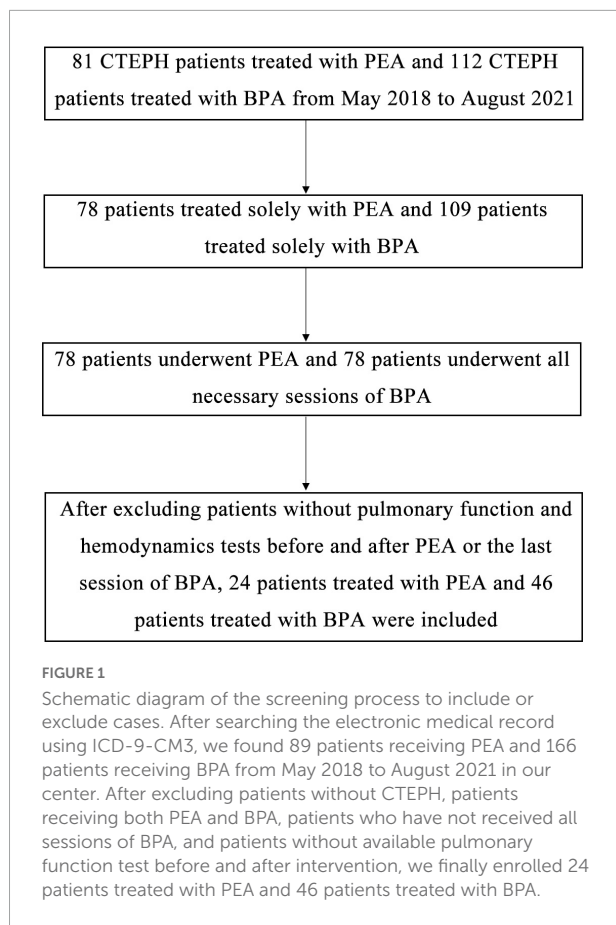 81 CTEPH patients treated with PEA and 112 CTEPH
patients treated with BPA from May 2018 to August 2021
78 patients treated solely with PEA and 109 patients
treated solely with BPA
78 patients underwent PEA and 78 patients underwent all
necessary sessions of BPA
After excluding patients without pulmonary function and
hemodynamics tests before and after PEA or the last
session of BPA, 24 patients treated with PEA and 46
patients treated with BPA were included
FIGURE 1
Schematic diagram of the screening process to include or
exclude cases. After searching the electronic medical record
using ICD-9-CM3, we found 89 patients receiving PEA and 166
patients receiving BPA from May 2018 to August 2021 in our
center. After excluding patients without CTEPH, patients
receiving both PEA and BPA, patients who have not received all
sessions of BPA, and patients without available pulmonary
function test before and after intervention, we finally enrolled 24
patients treated with PEA and 46 patients treated with BPA.